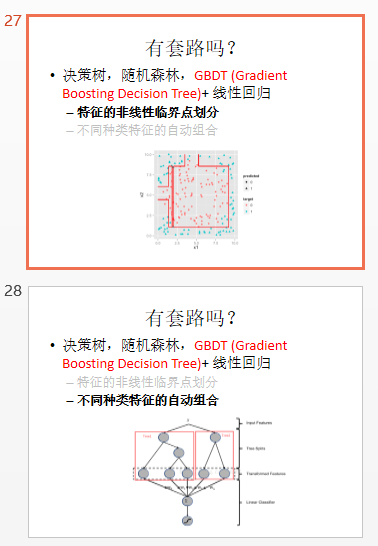 27
有套路吗?
• 决策树，随机森林，GBDT (Gradient
Boosting Decision Tree)+ 线性回归
– 特征的非线性临界点划分
– 不同种类特征的自动组合
predicted
target
x1
28
有套路吗?
• 决策树，随机森林，GBDT (Gradient
Boosting Decision Tree)+ 线性回归
– 特征的非线性临界点划分
– 不同种类特征的自动组合
Input Features
Tree Splits
Transformed Features
Linear Classifier